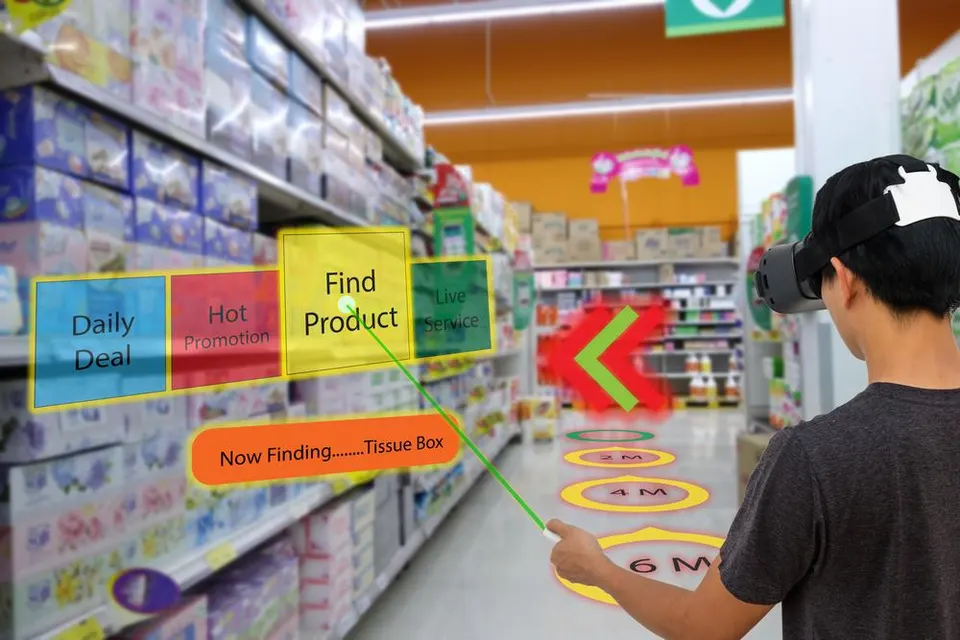 Daily
Deal
Hot
Promotion
Find
Product
Live
Service
Now Finding........Tissue Box
2 M
4 M
6 M